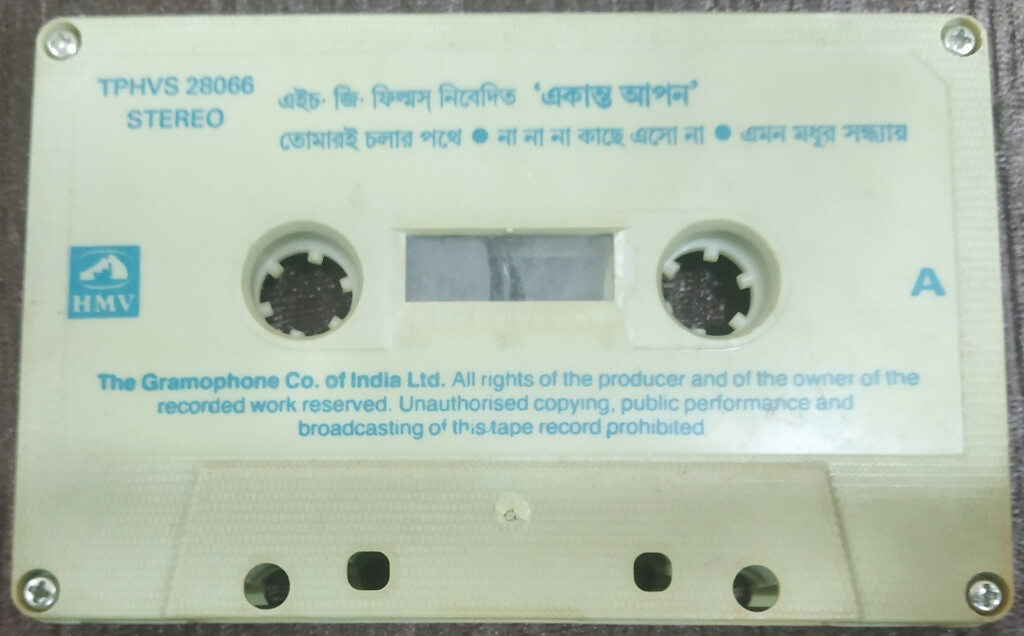 TPHVS 28066
STEREO
এইচ· জি· ফিল্মস্ নিবেদিত ‘একান্ত আপন’
তোমারই চলার পথে ● না না না কাছে এসো না ● এমন মধুর সন্ধ্যায়
HMV
A
The Gramophone Co. of India Ltd. All rights of the producer and of the owner of the
recorded work reserved. Unauthorised copying, public performance and
broadcasting of this tape record prohibited